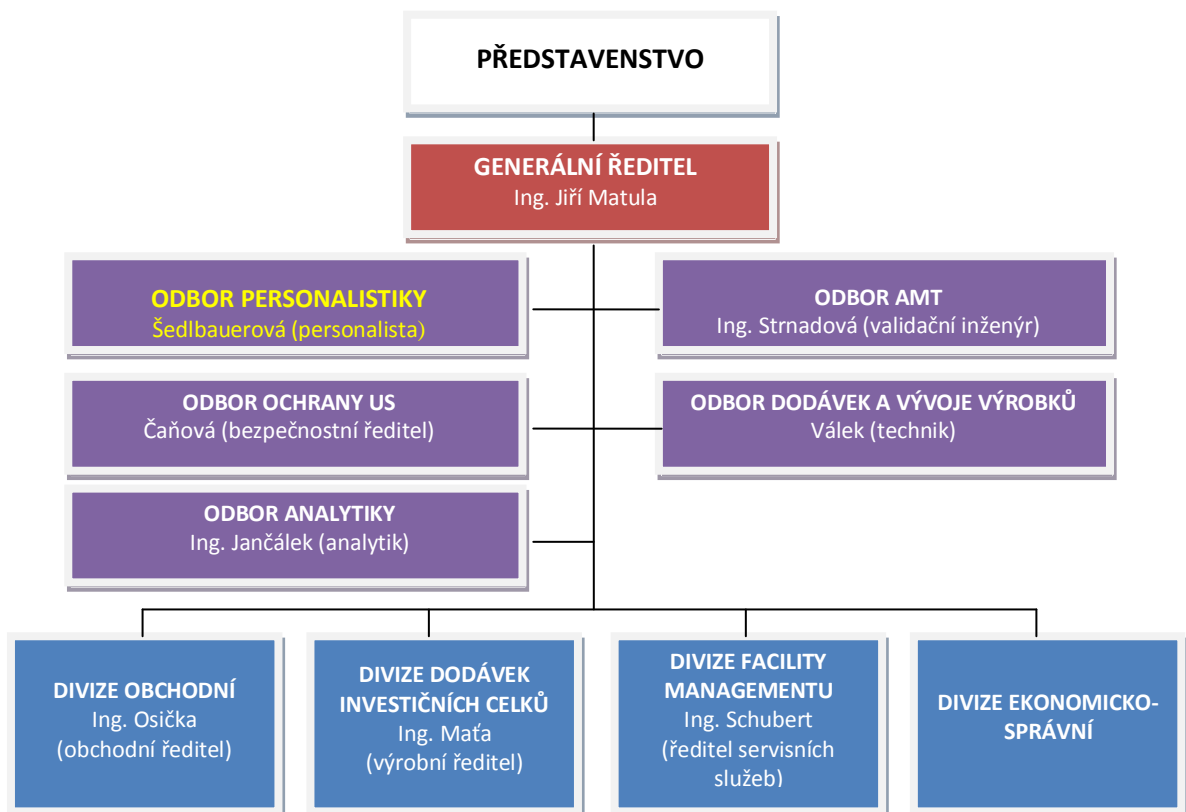 PŘEDSTAVENSTVO
GENERÁLNÍ ŘEDITEL
Ing. Jiří Matula
ODBOR PERSONALISTIKY
Šedlbauerová (personalista)
ODBOR AMT
Ing. Strnadová (validační inženýr)
ODBOR OCHRANY US
Čaňová (bezpečnostní ředitel)
ODBOR DODÁVEK A VÝVOJE VÝROBKŮ
Válek (technik)
ODBOR ANALYTIKY
Ing. Jančálek (analytik)
DIVIZE OBCHODNÍ
Ing. Osička
(obchodní ředitel)
DIVIZE DODÁVEK
INVESTIČNÍCH CELKŮ
Ing. Maťa
(výrobní ředitel)
DIVIZE FACILITY
MANAGEMENTU
Ing. Schubert
(ředitel servisních
služeb)
DIVIZE EKONOMICKO-
SPRÁVNÍ